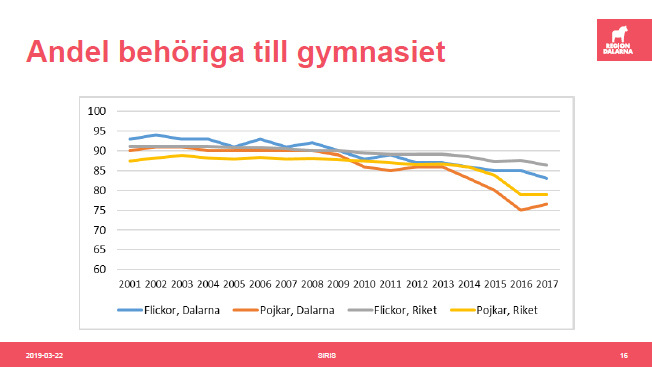 Andel behöriga till gymnasiet
REGION
DALARNA
100
95
90
85
80
75
70
65
60
2001 2002 2003 2004 2005 2006 2007 2008 2009 2010 2011 2012 2013 2014 2015 2016 2017
Flickor, Dalarna Pojkar, Dalarna Flickor, Riket Pojkar, Riket
2019-03-22 SIRIS 16